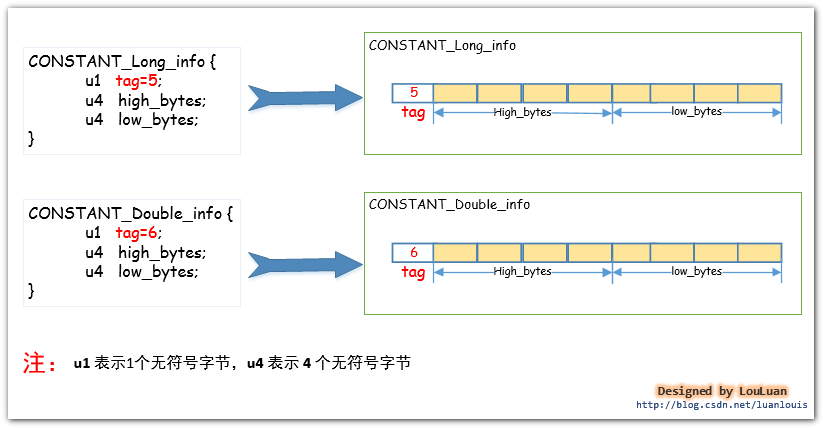 CONSTANT_Long_info {
u1 tag=5;
u4 high_bytes;
u4 low_bytes;
}
CONSTANT_Long_info
5
tag
High_bytes
low_bytes
CONSTANT_Double_info {
u1 tag=6;
u4 high_bytes;
u4 low_bytes;
}
CONSTANT_Double_info
6
tag
High_bytes
low_bytes
注： u1 表示1个无符号字节，u4 表示 4 个无符号字节
Designed by LouLuan
http://blog.csdn.net/luanlouis